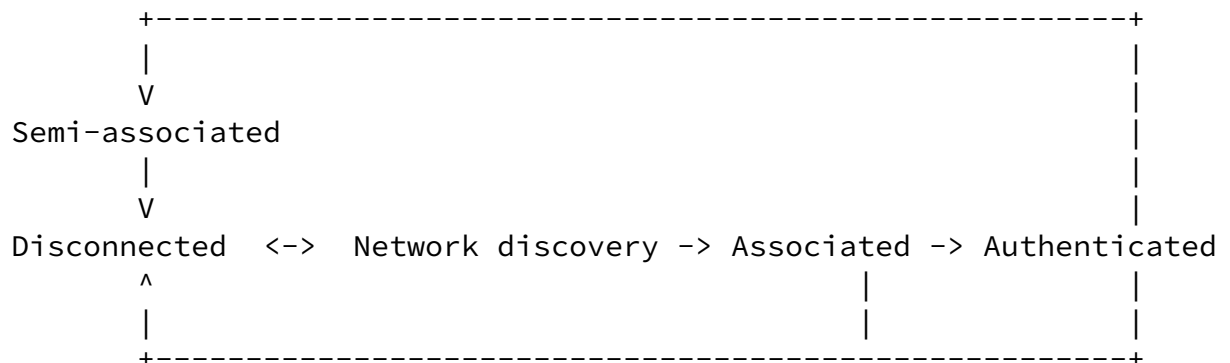 Semi-associated
Disconnected <-> Network discovery -> Associated -> Authenticated